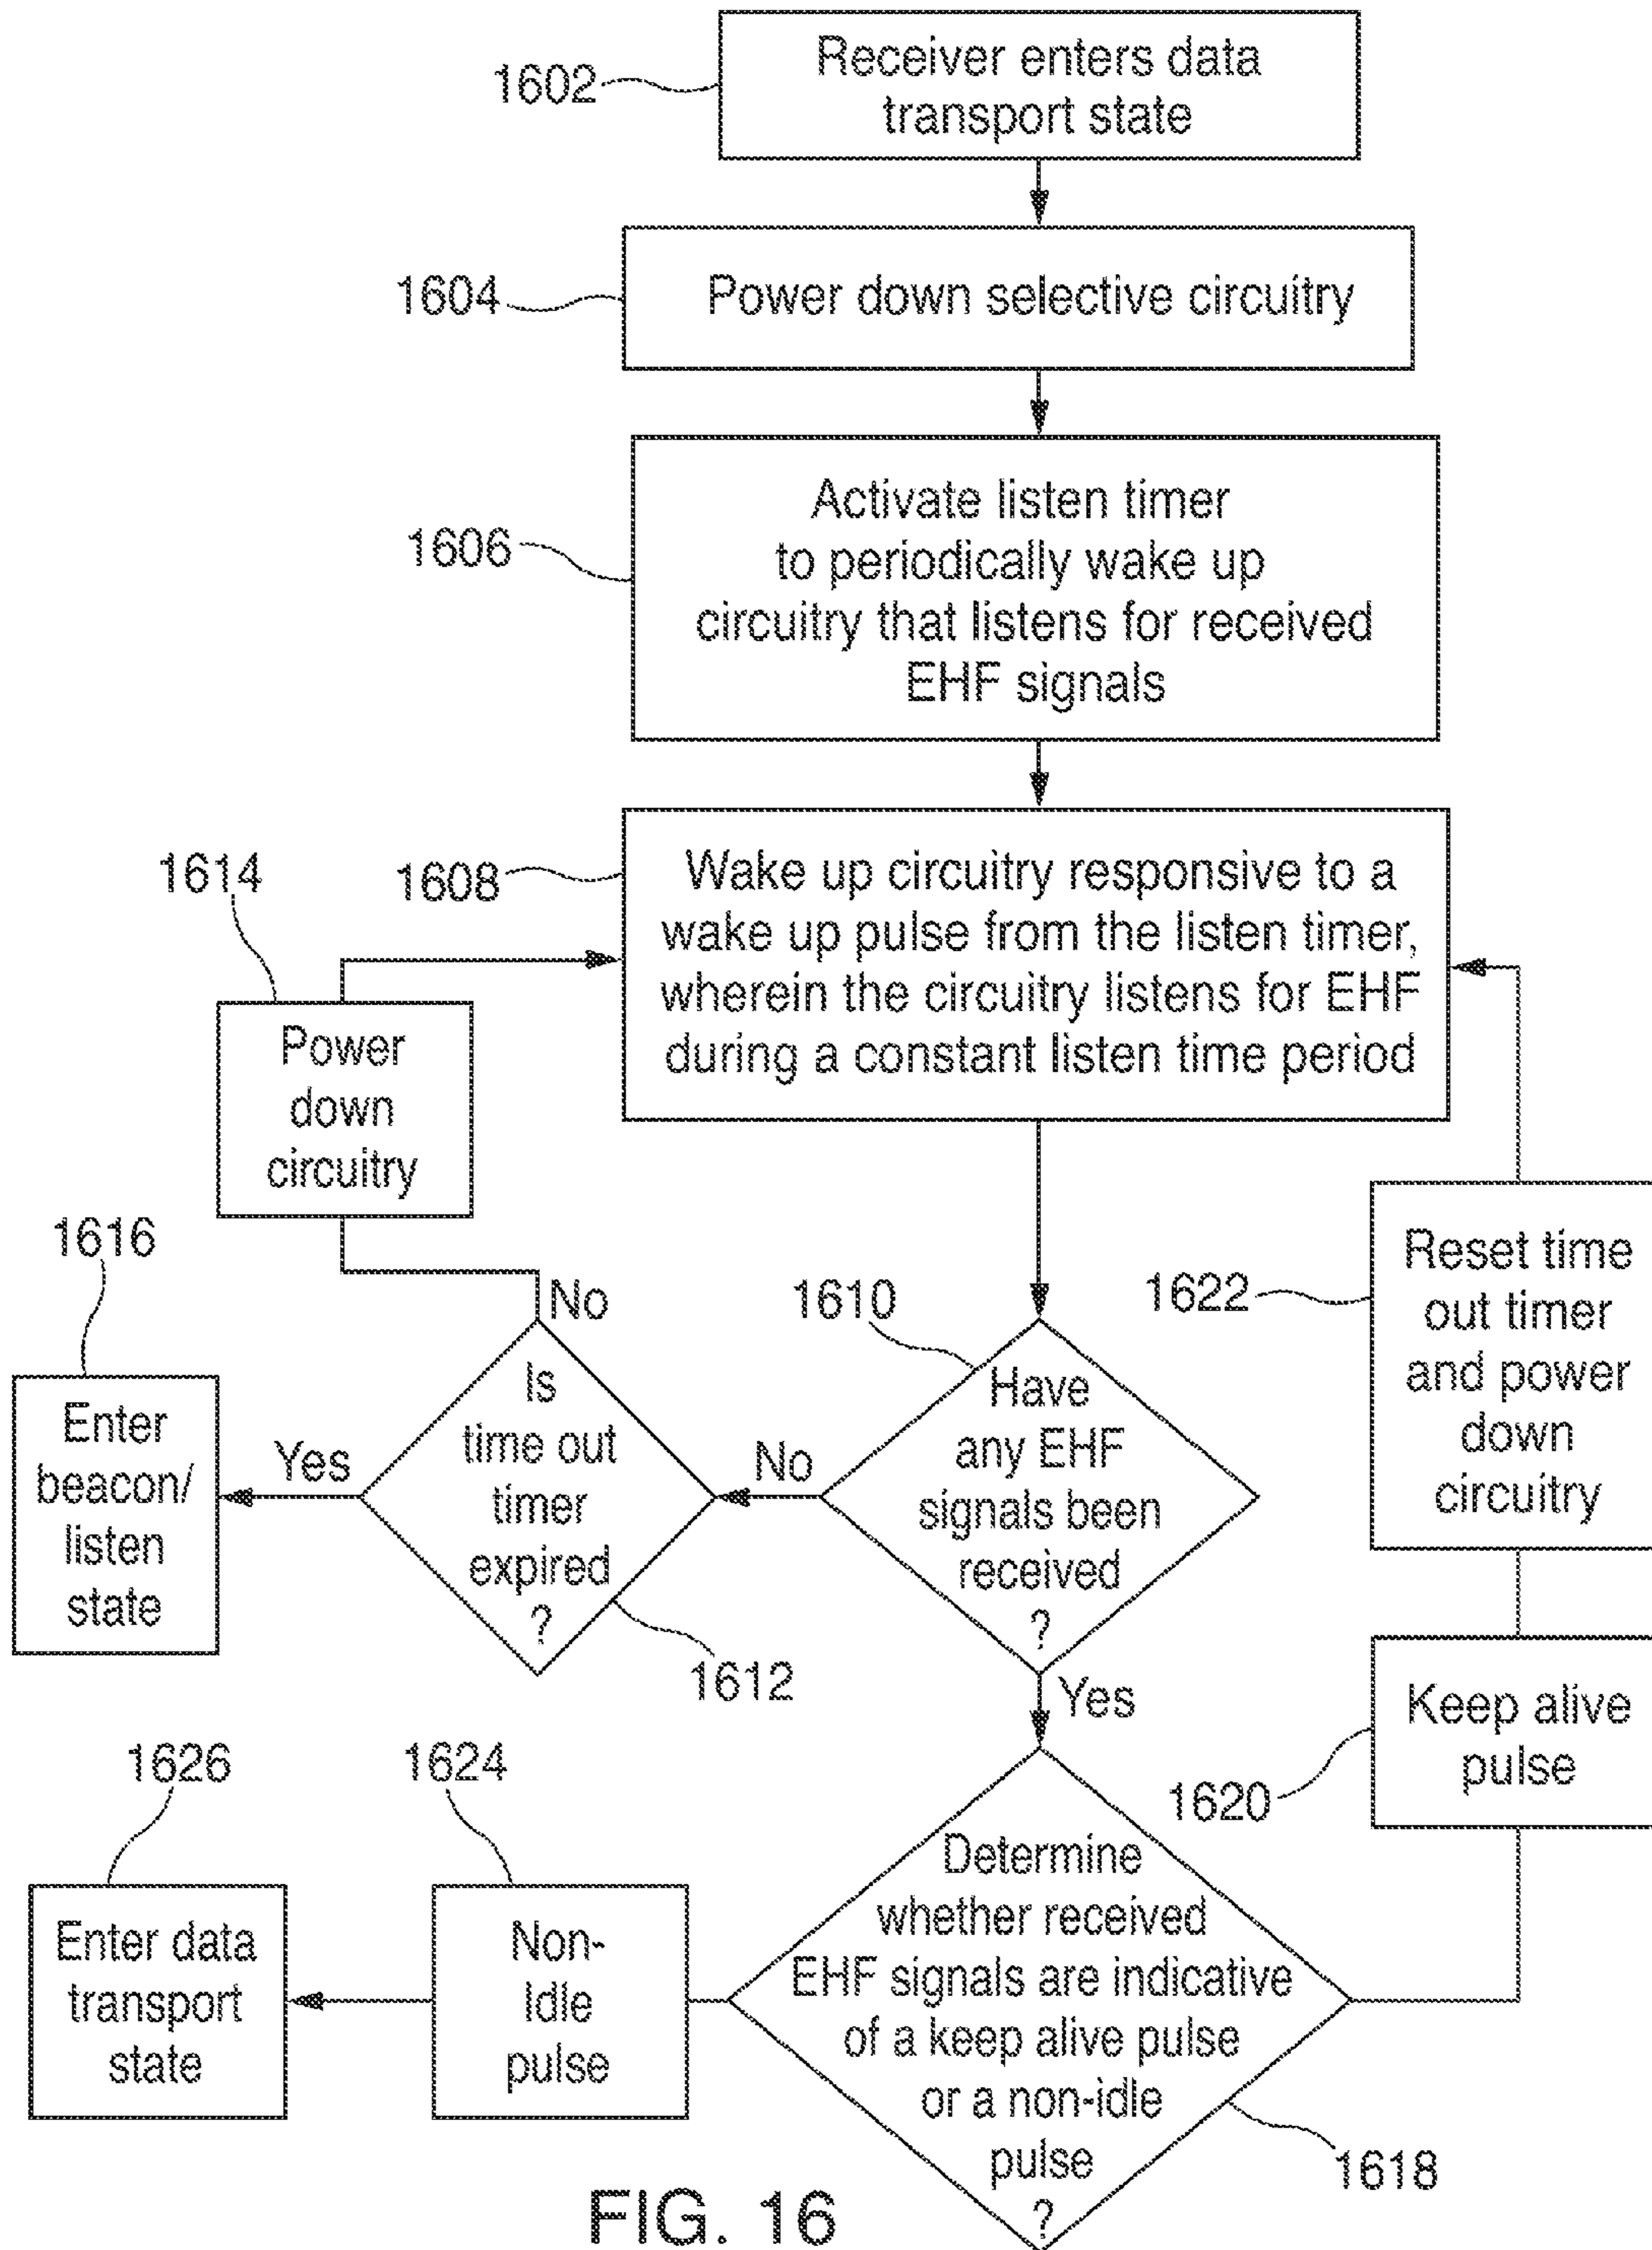 Receiver enters data
transport state
1602
Power down selective circuitry
1604
Activate listen timer
to periodically wake up
circuitry that listens for received
EHF signals
1606
Wake up circuitry responsive to a
wake up pulse from the listen timer,
wherein the circuitry listens for EHF
during a constant listen time period
1608
1614
Power
down
circuitry
1616
Enter
beacon/
listen
state
Yes
No
Is
time out
timer
expired
?
1612
No
1610
Have
any EHF
signals been
received
?
Yes
1622
Reset time
out timer
and power
down
circuitry
1620
Keep alive
pulse
1626
Enter data
transport
state
1624
Non-
Idle
pulse
Determine
whether received
EHF signals are indicative
of a keep alive pulse
or a non-idle
pulse
?
1618
FIG. 16